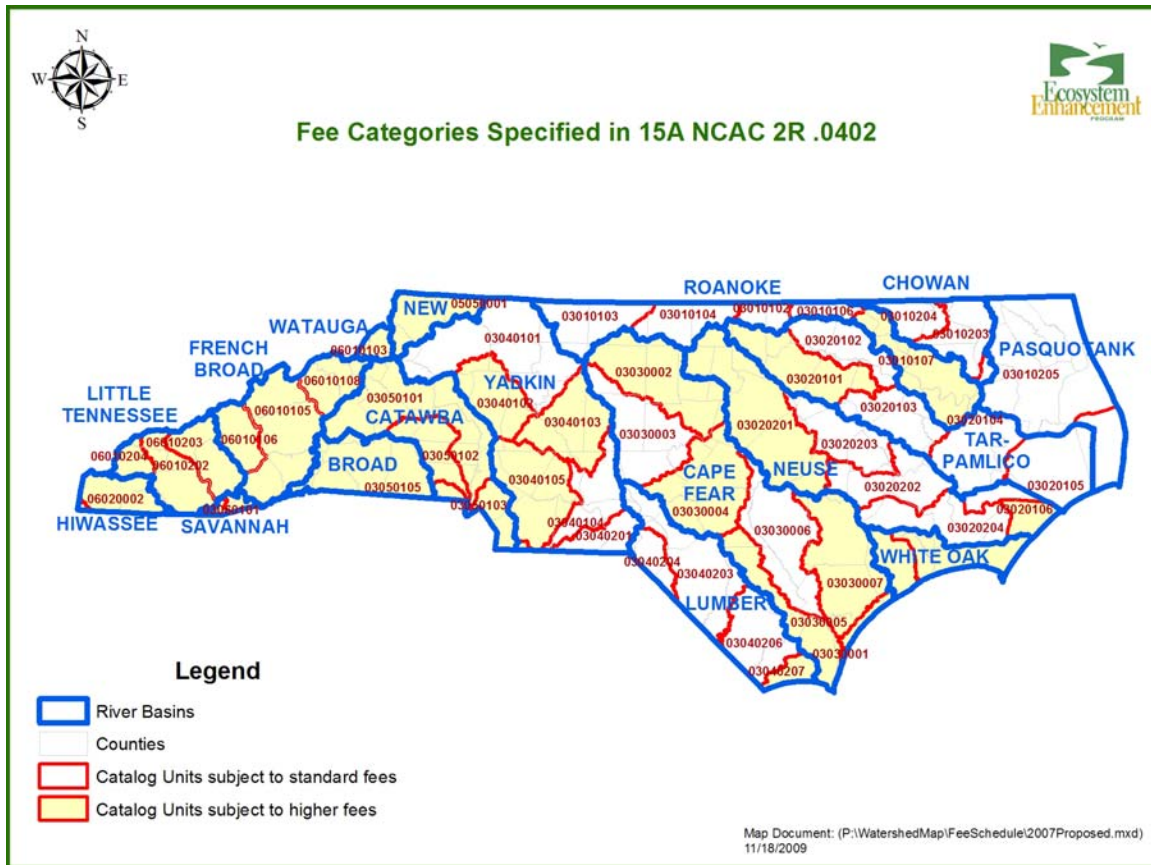 N
W E
S
Ecosystem
Enhancement
PROGRAM
Fee Categories Specified in 15A NCAC 2R .0402
CHOWAN
ROANOKE
NEW
05050001
03010103
03010104
03010102
03010106
03010204
03010203
WATAUGA
06010103
03040101
03020102
03010107
PASQUOTANK
03010205
FRENCH
BROAD
06010108
03050101
YADKIN
03040102
03030002
03020101
03020103
LITTLE
TENNESSEE
06010105
CATAWBA
03040103
03020201
03020104
06010203
06010106
03030003
03020203
TAR-
PAMLICO
06010204
06010202
BROAD
03050102
CAPE
FEAR
NEUSE
03050105
03040105
03020202
03020105
06020002
03050103
03030004
03020106
HIWASSEE
03060101
SAVANNAH
03040104
03040201
03030006
03020204
WHITE OAK
03040204
03040203
03030007
LUMBER
03030005
03040206
03030001
03040207
Legend
River Basins
Counties
Catalog Units subject to standard fees
Catalog Units subject to higher fees
Map Document: (P:\WatershedMap\FeeSchedule\2007Proposed.mxd)
11/18/2009